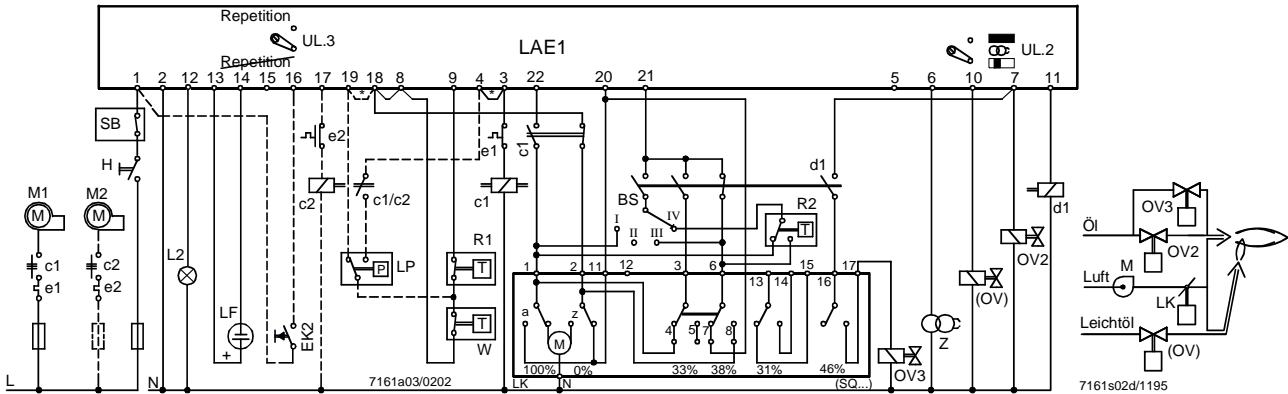 Repetition
UL.3
LAE1
UL.2
Repetition
1 2 12 13 14 15 16 17 19 18 8 9 4 3 22 20 21 5 6 10 7 11
* *
SB
e2
e1
c1
d1
H
BS
I II III IV
R2
T
M1 M2
M M
c2
c1/c2
c1
d1
OV3
Öl
OV2
L2
R1
T
LP
P
OV2
c1 c2
e1 e2
1 2 11 12 3 6 13 14 15 16 17
Luft M
LK
(OV)
LF
+
EK2
W
T
a z
M
4 5 7 8
Z
OV3
Leichtöl
(OV)
L N
7161a03/0202
100% 0% 33% 38% 31% 46%
LK N (SQ...)
7161s02d/1195